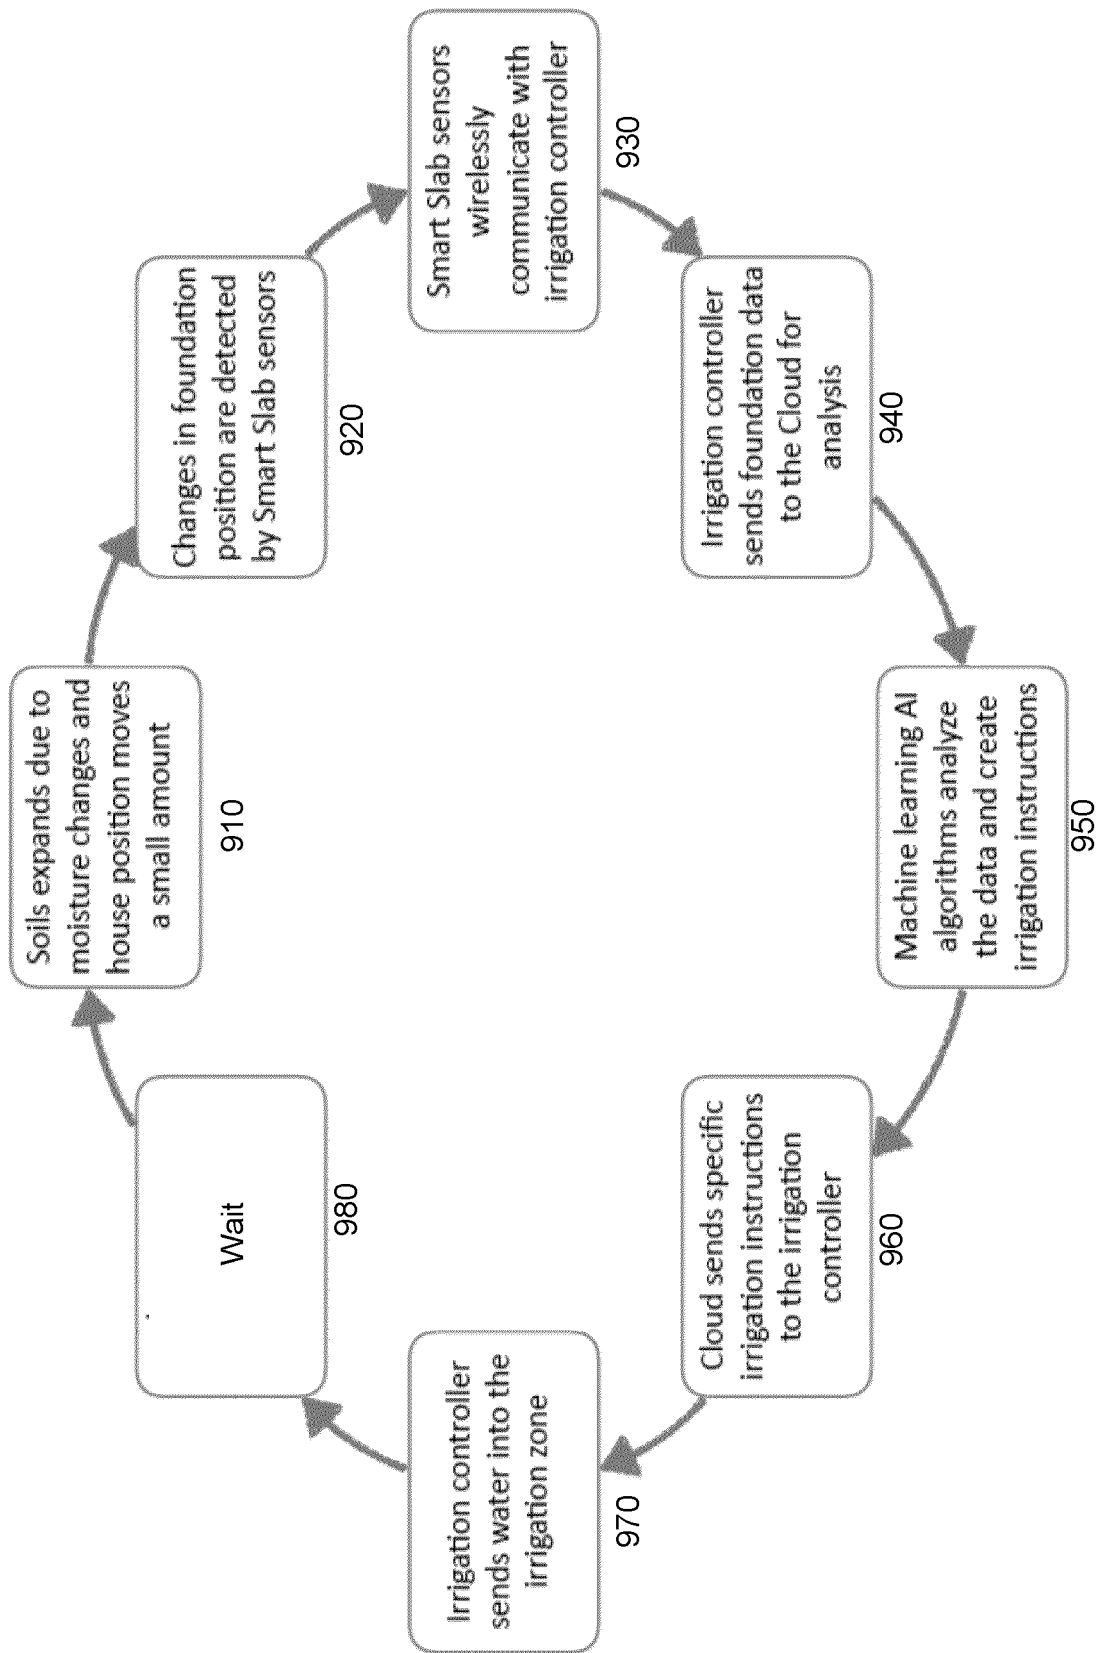 Soils expands due to
moisture changes and
house position moves
a small amount
910
Changes in foundation
position are detected
by Smart Slab sensors
920
Smart Slab sensors
wirelessly
communicate with
irrigation controller
930
Irrigation controller
sends foundation data
to the Cloud for
analysis
940
Machine learning AI
algorithms analyze
the data and create
irrigation instructions
950
Cloud sends specific
irrigation instructions
to the irrigation
controller
960
Irrigation controller
sends water into the
irrigation zone
970
Wait
980